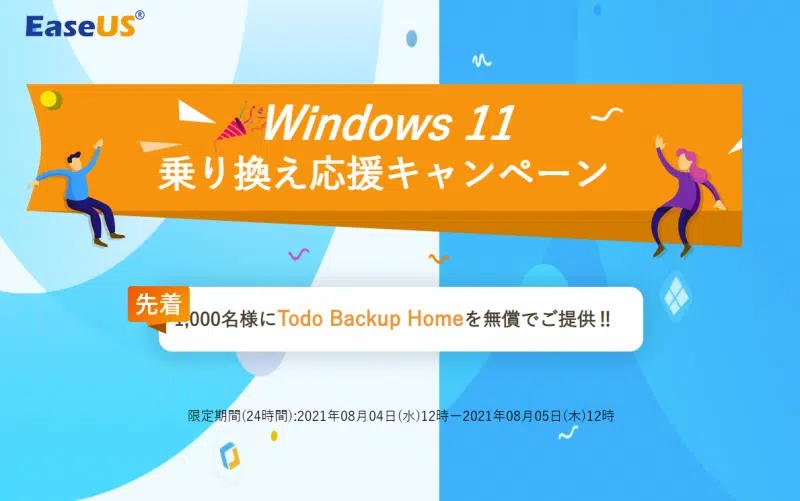 EaseUS®
Windows 11
乗り換え応援キャンペーン
先着
1,000名様にTodo Backup Homeを無償でご提供!!
限定期間(24時間):2021年08月04日(水)12時ー2021年08月05日(木)12時